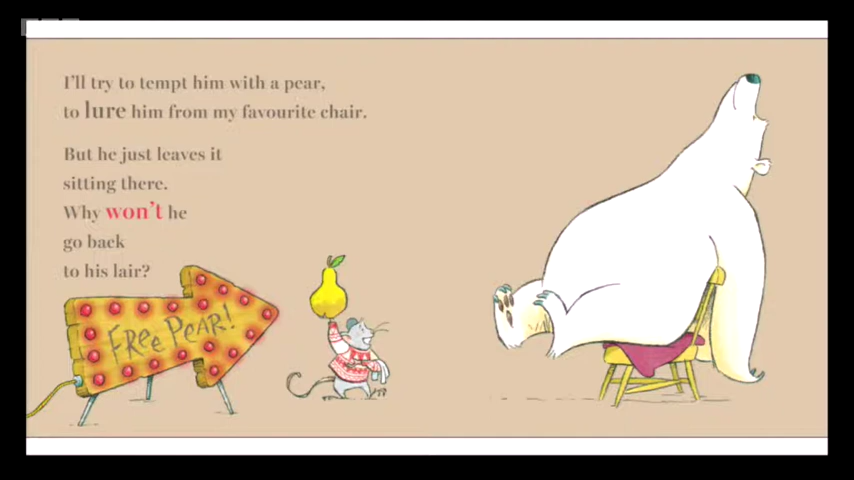 I'll try to tempt him with a pear,
to lure him from my favourite chair.
But he just leaves it
sitting there.
Why won't he
go back
to his lair?
FREE PEAR!